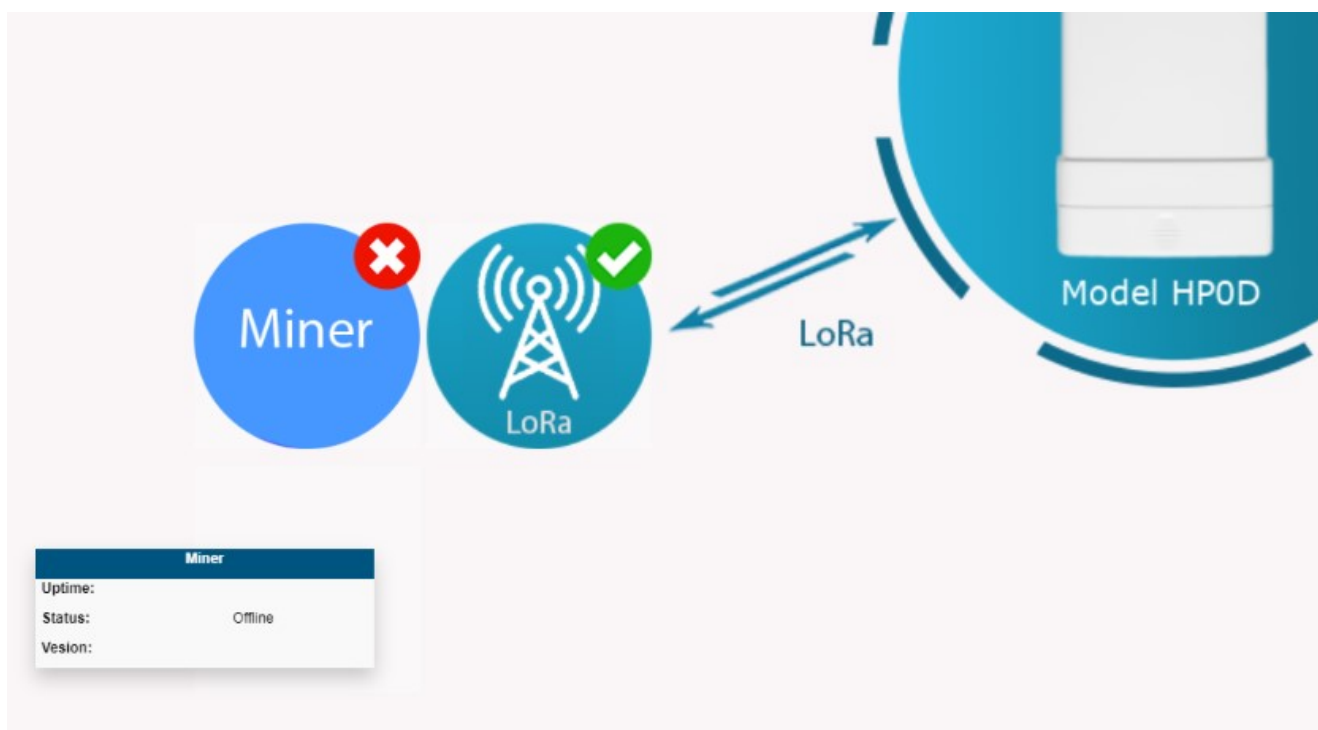 Model HP0D
Miner
LoRa
LoRa
Miner
Uptime:
Status: Offline
Vesion: